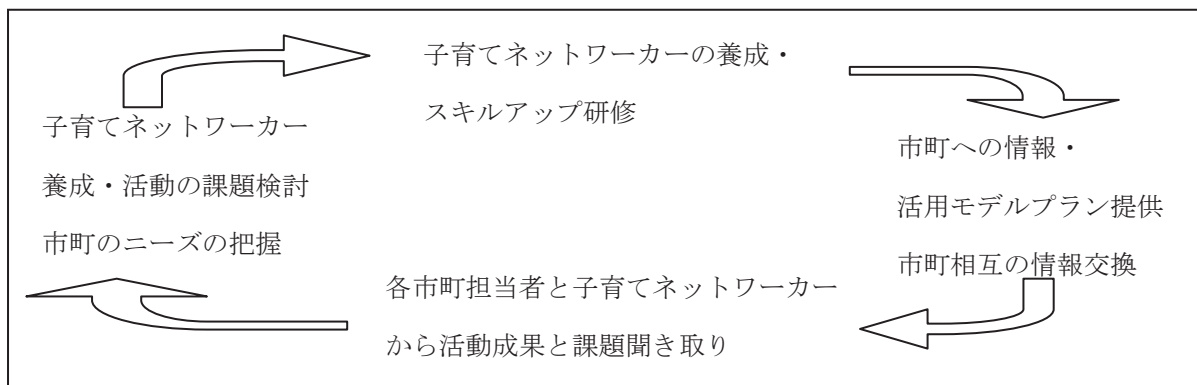 子育てネットワーカーの養成・
スキルアップ研修
市町への情報・
活用モデルプラン提供
市町相互の情報交換
各市町担当者と子育てネットワーカー
から活動成果と課題聞き取り
子育てネットワーカー
養成・活動の課題検討
市町のニーズの把握